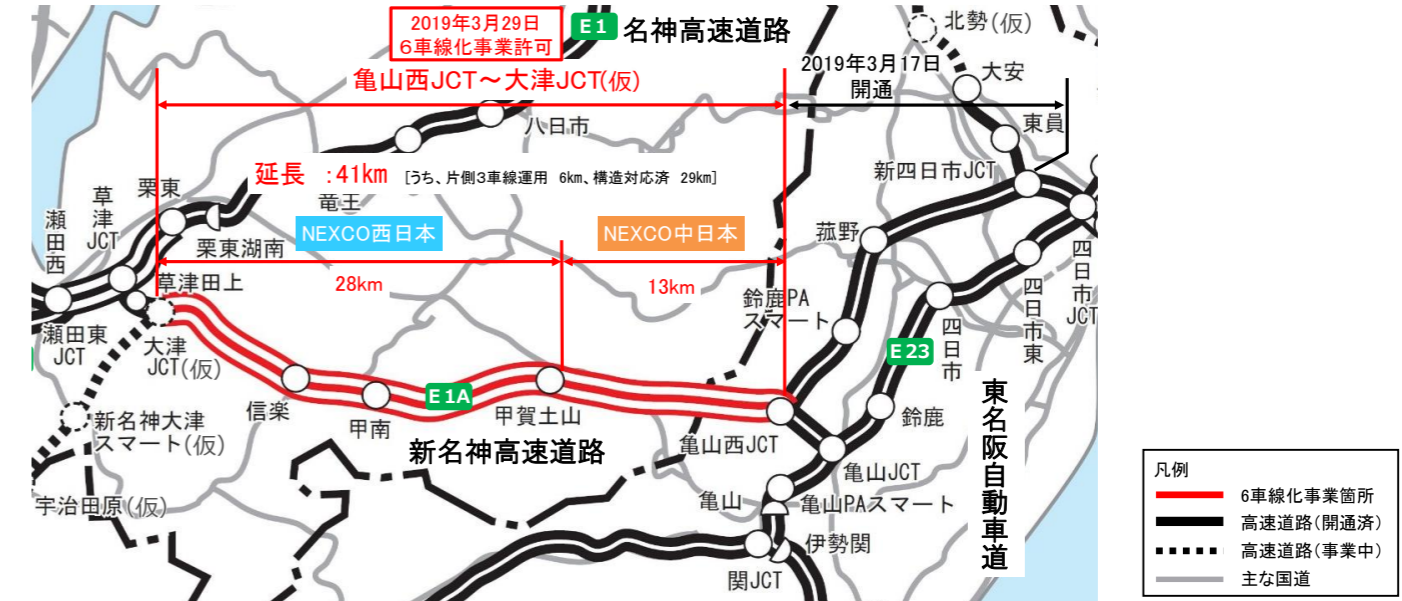 2019年3月29日
６車線化事業許可
E1 名神高速道路
北勢(仮)
亀山西JCT～大津JCT(仮)
2019年3月17日
開通
大安
八日市
東員
延長 :41km [うち、片側３車線運用 6km、構造対応済 29km]
新四日市JCT
草津JCT
栗東
竜王
瀬田西
栗東湖南
NEXCO西日本
NEXCO中日本
菰野
草津田上
28km
13km
鈴鹿PA
スマート
四日市JCT
四日市東
四日市
瀬田東
JCT
大津
JCT(仮)
E23
E1A
信楽
甲南
甲賀土山
鈴鹿
新名神大津
スマート(仮)
新名神高速道路
亀山西JCT
東名阪自動車道
亀山JCT
宇治田原(仮)
亀山
亀山PAスマート
伊勢関
関JCT
凡例
6車線化事業箇所
高速道路(開通済)
高速道路(事業中)
主な国道